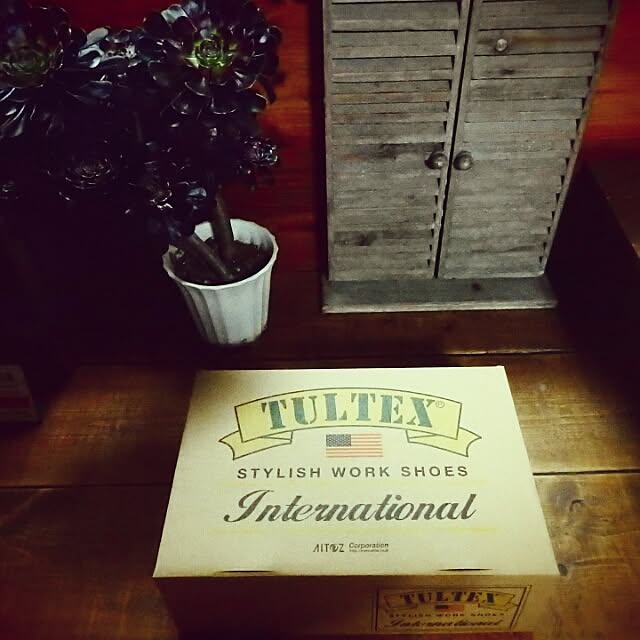 TULTEX®
STYLISH WORK SHOES
International
AITOZ Corporation
TULTEX
STYLISH WORK SHOES
International